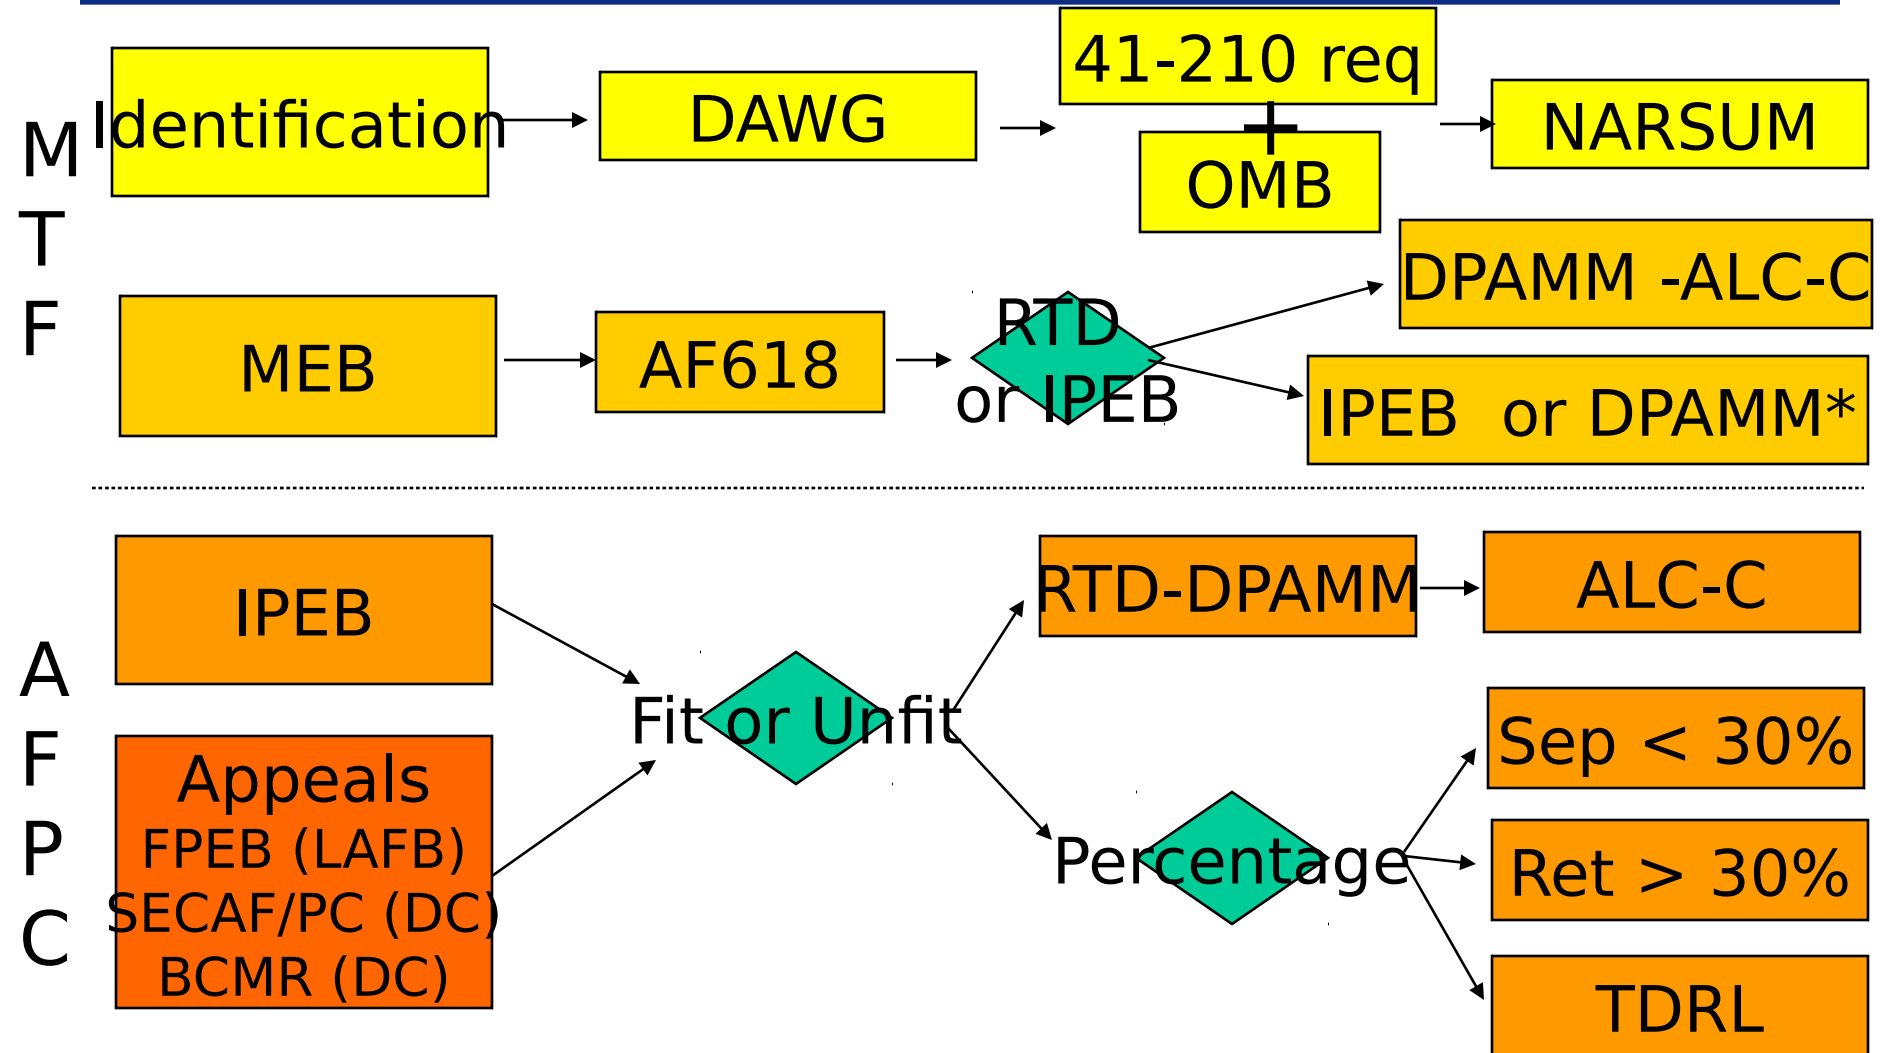 M
T
F
Identification
DAWG
41-210 req
+
OMB
NARSUM
MEB
AF618
RTD
or IPEB
DPAMM -ALC-C
IPEB  or DPAMM*
A
F
P
C
IPEB
Appeals
FPEB (LAFB)
SECAF/PC (DC)
BCMR (DC)
Fit or Unfit
RTD-DPAMM
ALC-C
Percentage
Sep < 30%
Ret > 30%
TDRL